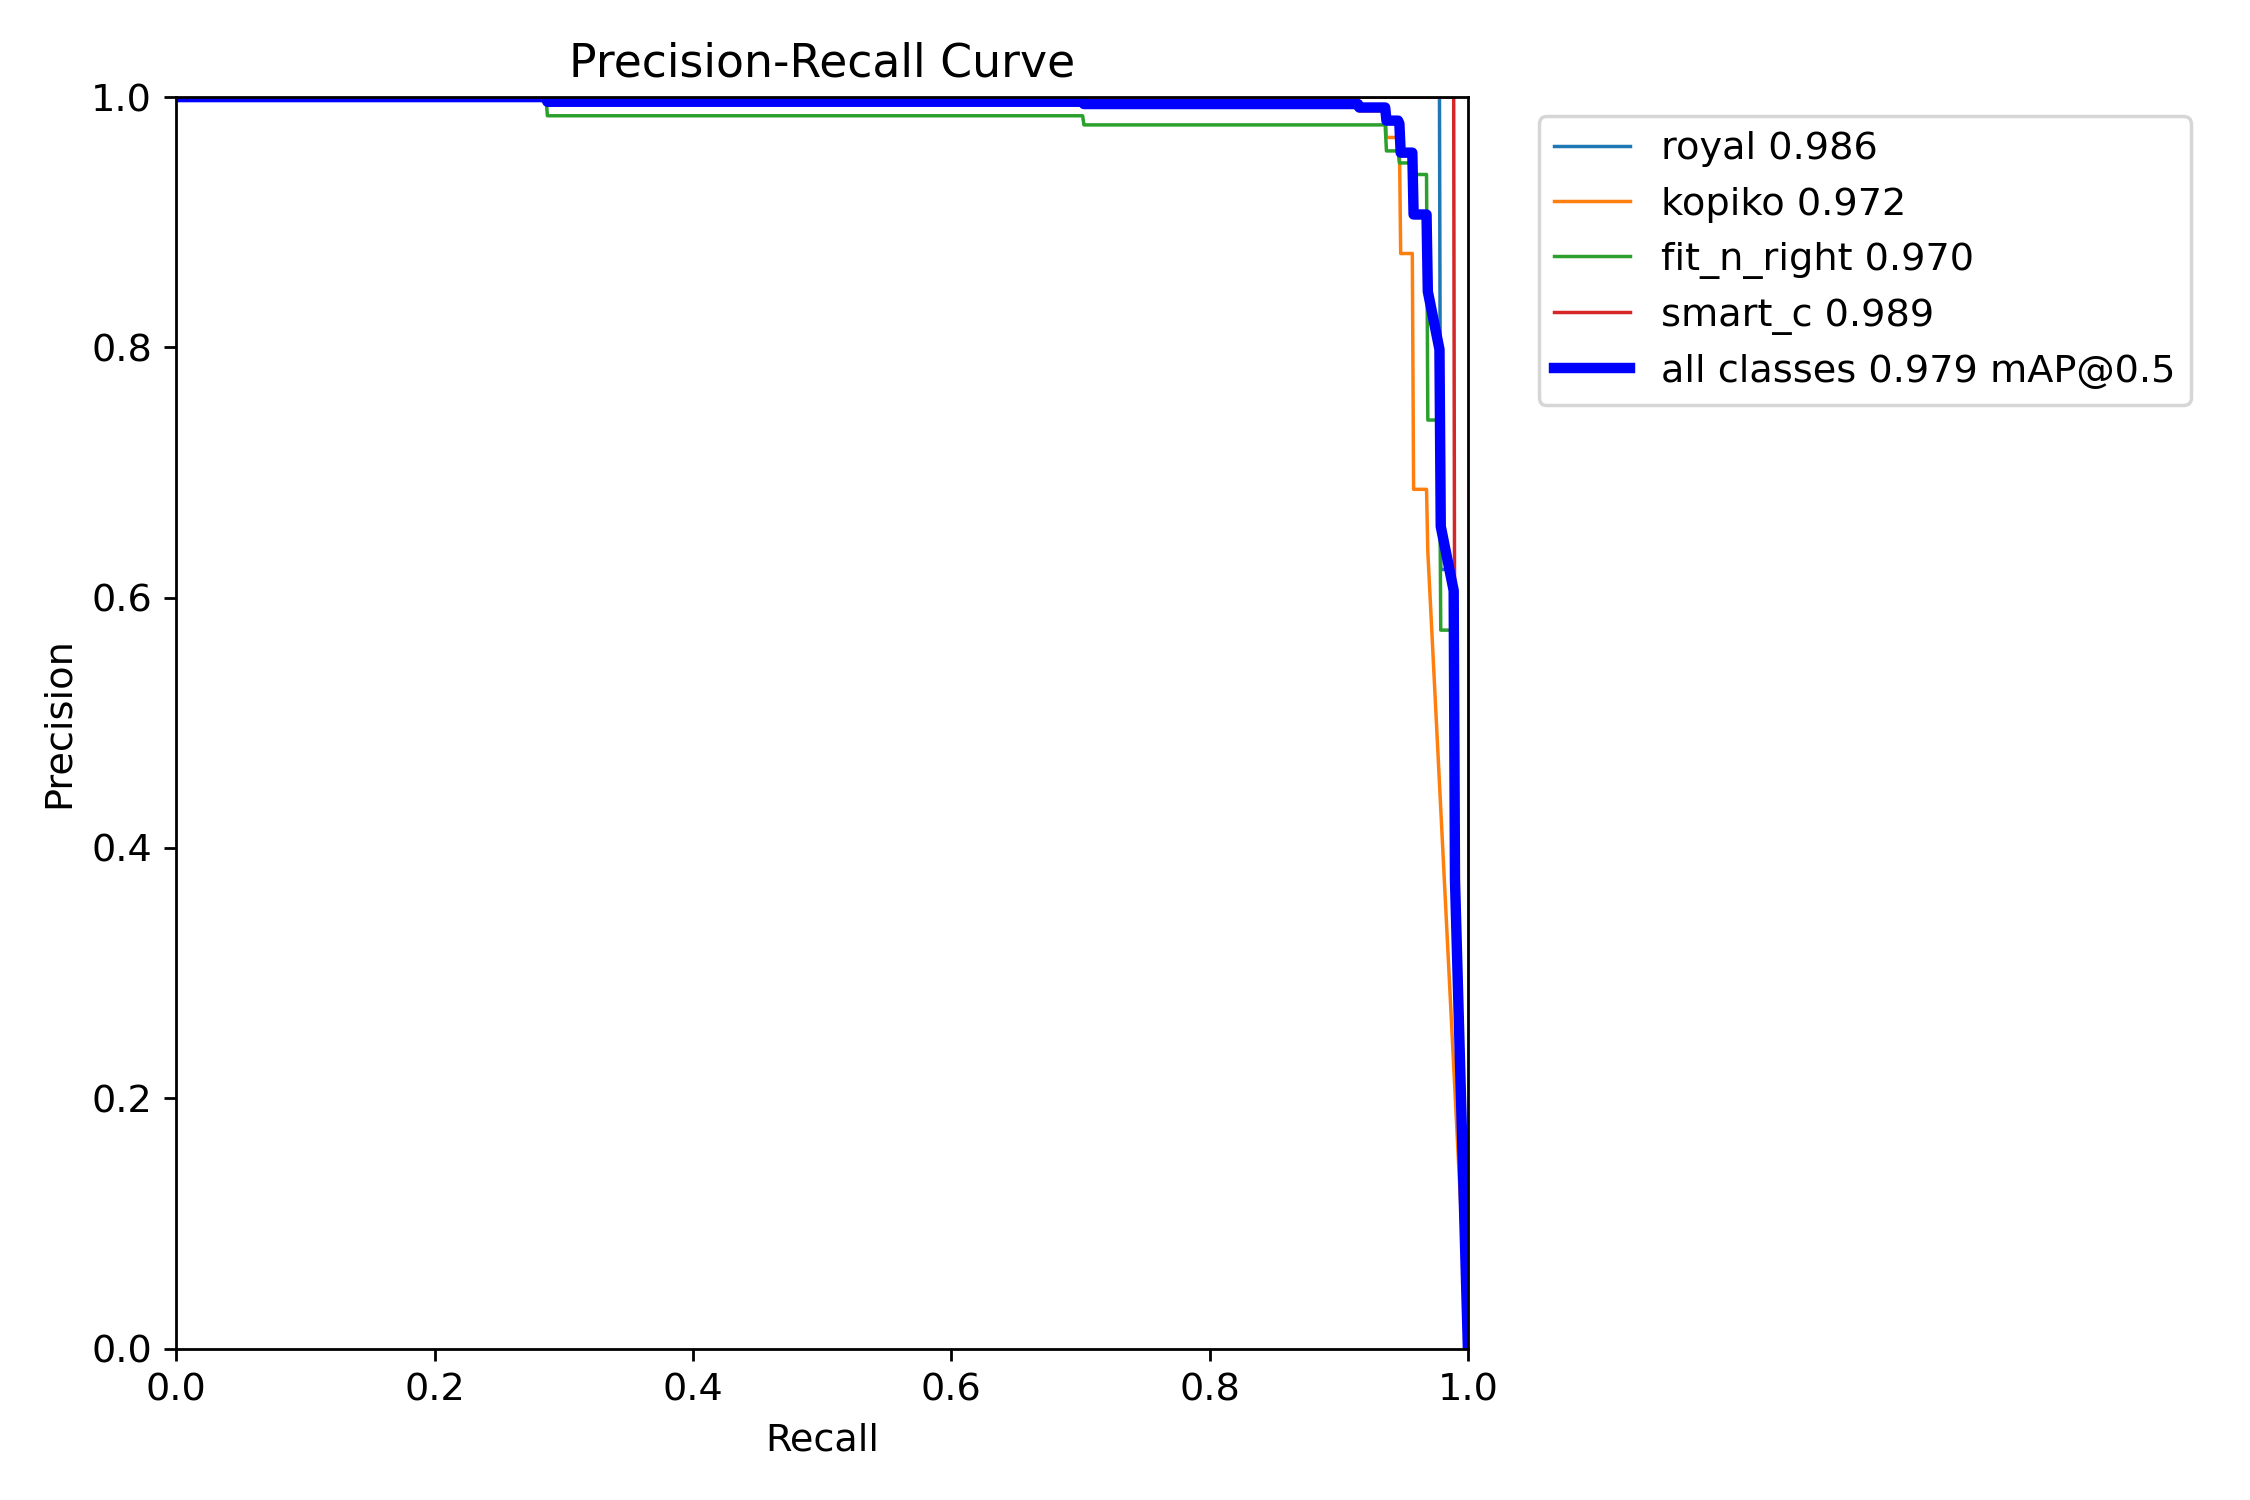 Precision-Recall Curve
1.0
0.8
0.6
0.4
0.2
0.0
Precision
0.0 0.2 0.4 0.6 0.8 1.0
Recall
royal 0.986
kopiko 0.972
fit_n_right 0.970
smart_c 0.989
all classes 0.979 mAP@0.5